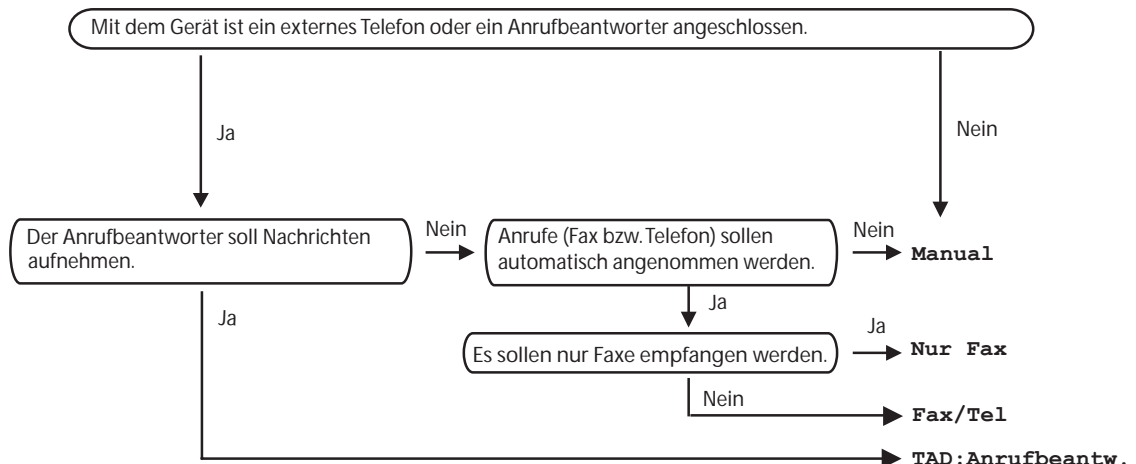 Mit dem Gerät ist ein externes Telefon oder ein Anrufbeantworter angeschlossen.
Ja
Nein
Der Anrufbeantworter soll Nachrichten
aufnehmen.
Nein
Anrufe (Fax bzw. Telefon) sollen
automatisch angenommen werden.
Nein
Manual
Ja
Ja
Es sollen nur Faxe empfangen werden.
Ja
Nur Fax
Nein
Fax/Tel
TAD:Anrufbeantw.